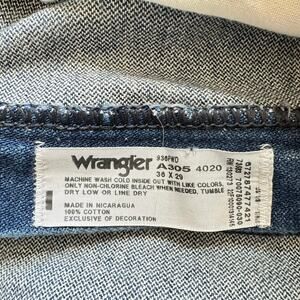 936PWD
Wrangler A305 4020
36 X 29
MACHINE WASH COLD INSIDE OUT WITH LIKE COLORS,
ONLY NON-CHLORINE BLEACH WHEN NEEDED, TUMBLE
DRY LOW OR LINE DRY
MADE IN NICARAGUA
100% COTTON
EXCLUSIVE OF DECORATION